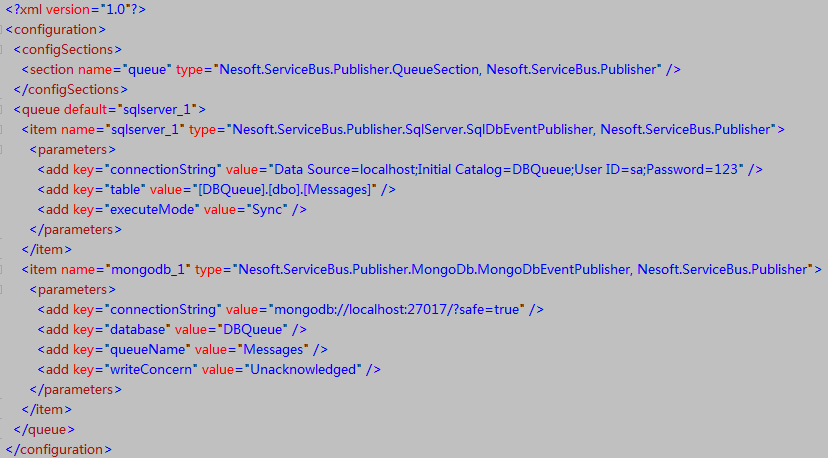 <?xml version="1.0"?>
<configuration>
<configSections>
<section name="queue" type="Nesoft.ServiceBus.Publisher.QueueSection, Nesoft.ServiceBus.Publisher" />
</configSections>
<queue default="sqlserver_1">
<item name="sqlserver_1" type="Nesoft.ServiceBus.Publisher.SqlServer.SqlDbEventPublisher, Nesoft.ServiceBus.Publisher">
<parameters>
<add key="connectionString" value="Data Source=localhost;Initial Catalog=DBQueue;User ID=sa;Password=123" />
<add key="table" value="[DBQueue].[dbo].[Messages]" />
<add key="executeMode" value="Sync" />
</parameters>
</item>
<item name="mongodb_1" type="Nesoft.ServiceBus.Publisher.MongoDb.MongoDbEventPublisher, Nesoft.ServiceBus.Publisher">
<parameters>
<add key="connectionString" value="mongodb://localhost:27017/?safe=true" />
<add key="database" value="DBQueue" />
<add key="queueName" value="Messages" />
<add key="writeConcern" value="Unacknowledged" />
</parameters>
</item>
</queue>
</configuration>